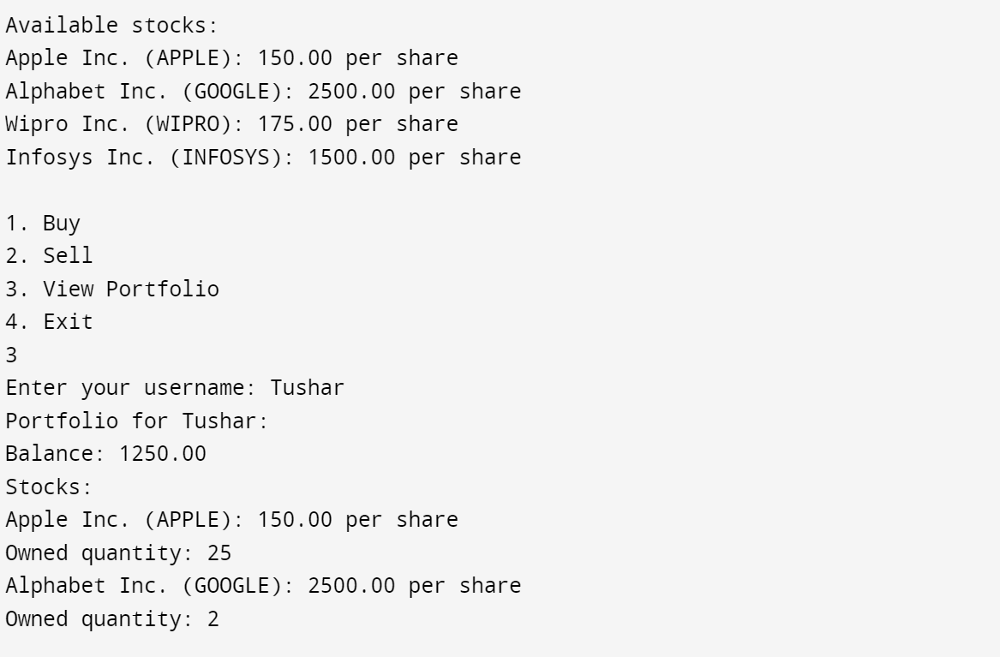 Available stocks:
Apple Inc. (APPLE): 150.00 per share
Alphabet Inc. (GOOGLE): 2500.00 per share
Wipro Inc. (WIPRO): 175.00 per share
Infosys Inc. (INFOSYS): 1500.00 per share

1. Buy
2. Sell
3. View Portfolio
4. Exit
3
Enter your username: Tushar
Portfolio for Tushar:
Balance: 1250.00
Stocks:
Apple Inc. (APPLE): 150.00 per share
Owned quantity: 25
Alphabet Inc. (GOOGLE): 2500.00 per share
Owned quantity: 2